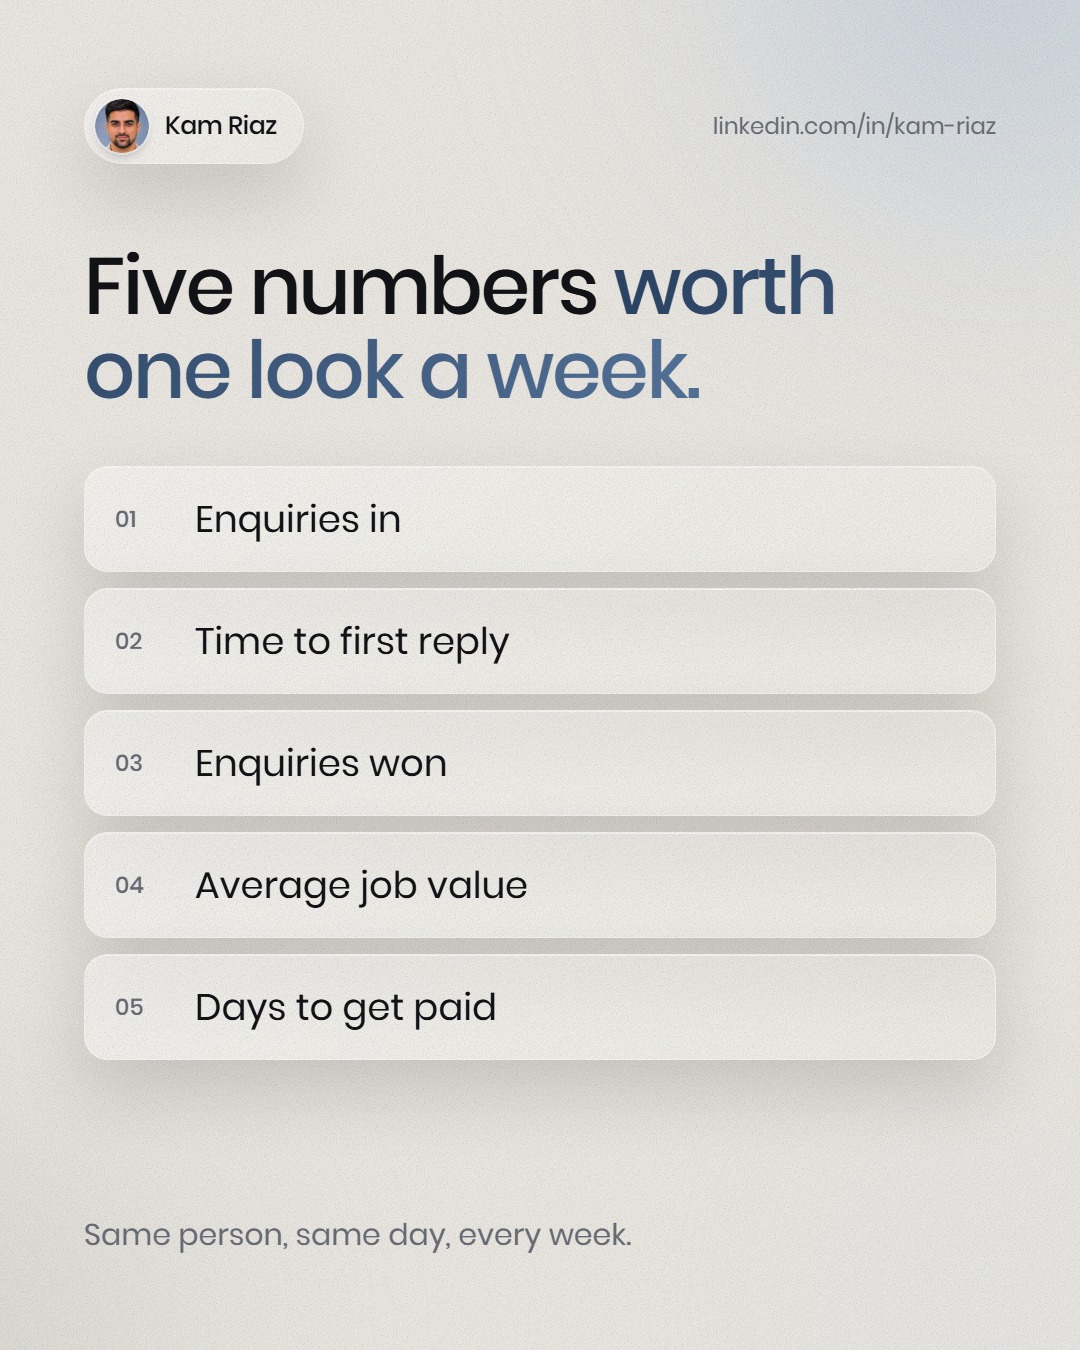 Kam Riaz
linkedin.com/in/kam-riaz
Five numbers worth
one look a week.
01 Enquiries in
02 Time to first reply
03 Enquiries won
04 Average job value
05 Days to get paid
Same person, same day, every week.